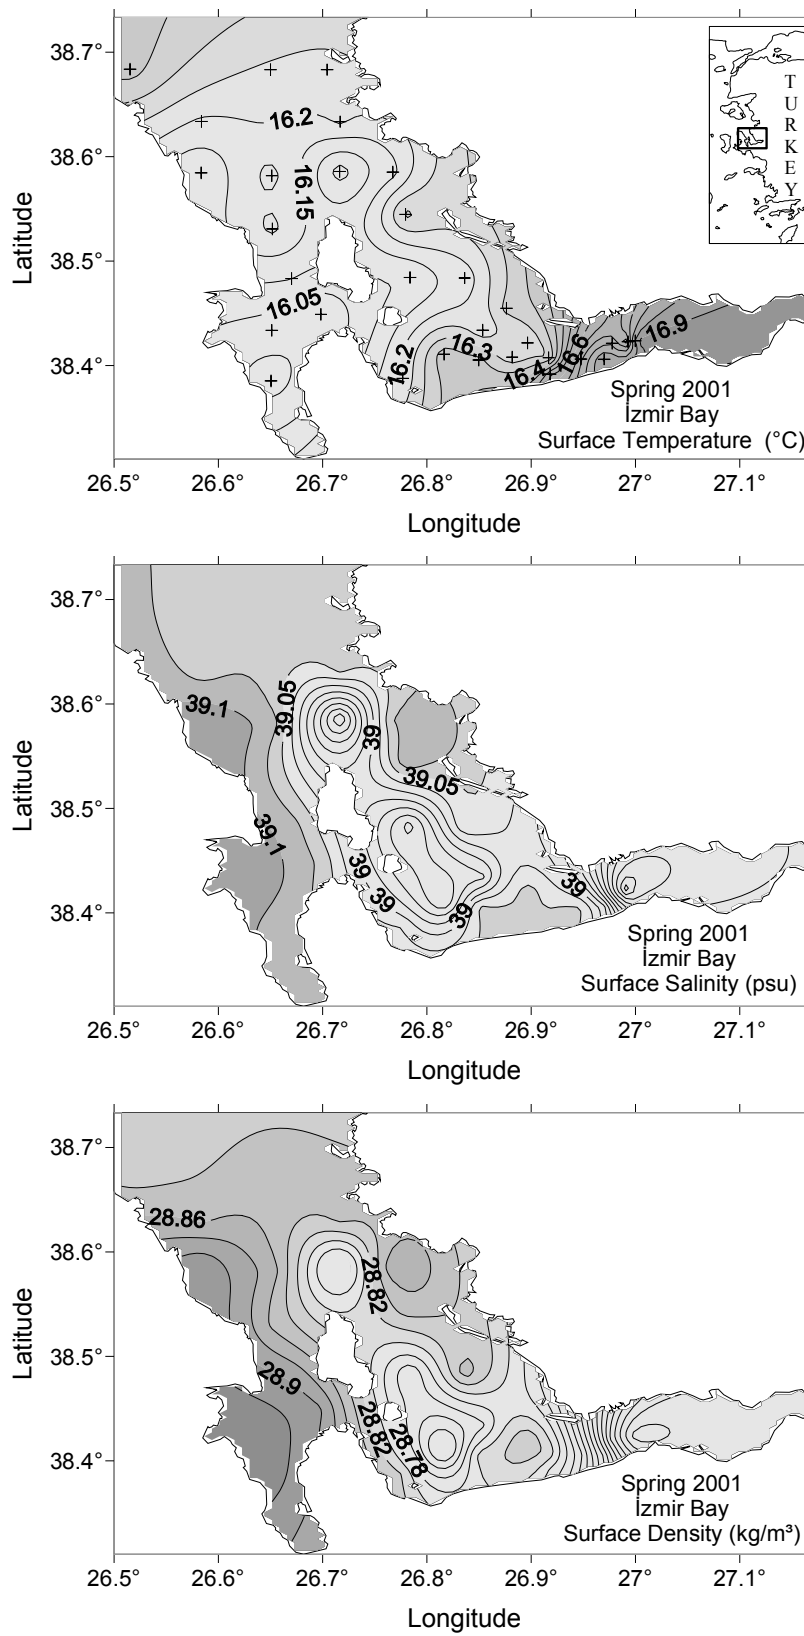 38.7°
38.6°
38.5°
38.4°
Latitude
16.2
16.15
16.05
16.2
16.3
16.4
16.6
16.9
TURKEY
Spring 2001
İzmir Bay
Surface Temperature (°C)
26.5° 26.6° 26.7° 26.8° 26.9° 27° 27.1°
Longitude
38.7°
38.6°
38.5°
38.4°
Latitude
39.1
39.05
39
39.05
39.1
39
39
39
39
Spring 2001
İzmir Bay
Surface Salinity (psu)
26.5° 26.6° 26.7° 26.8° 26.9° 27° 27.1°
Longitude
38.7°
38.6°
38.5°
38.4°
Latitude
28.86
28.82
28.9
28.82
28.78
Spring 2001
İzmir Bay
Surface Density (kg/m³)
26.5° 26.6° 26.7° 26.8° 26.9° 27° 27.1°
Longitude